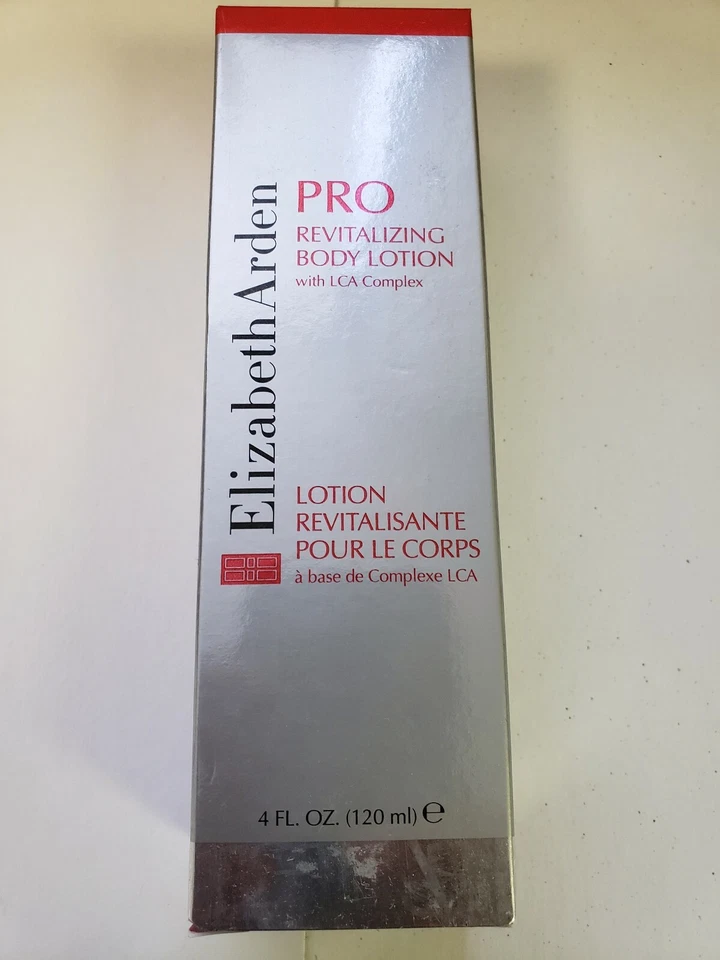 Elizabeth Arden
PRO
REVITALIZING
BODY LOTION
with LCA Complex
LOTION
REVITALISANTE
POUR LE CORPS
à base de Complexe LCA
4 FL. OZ. (120 ml) ℮